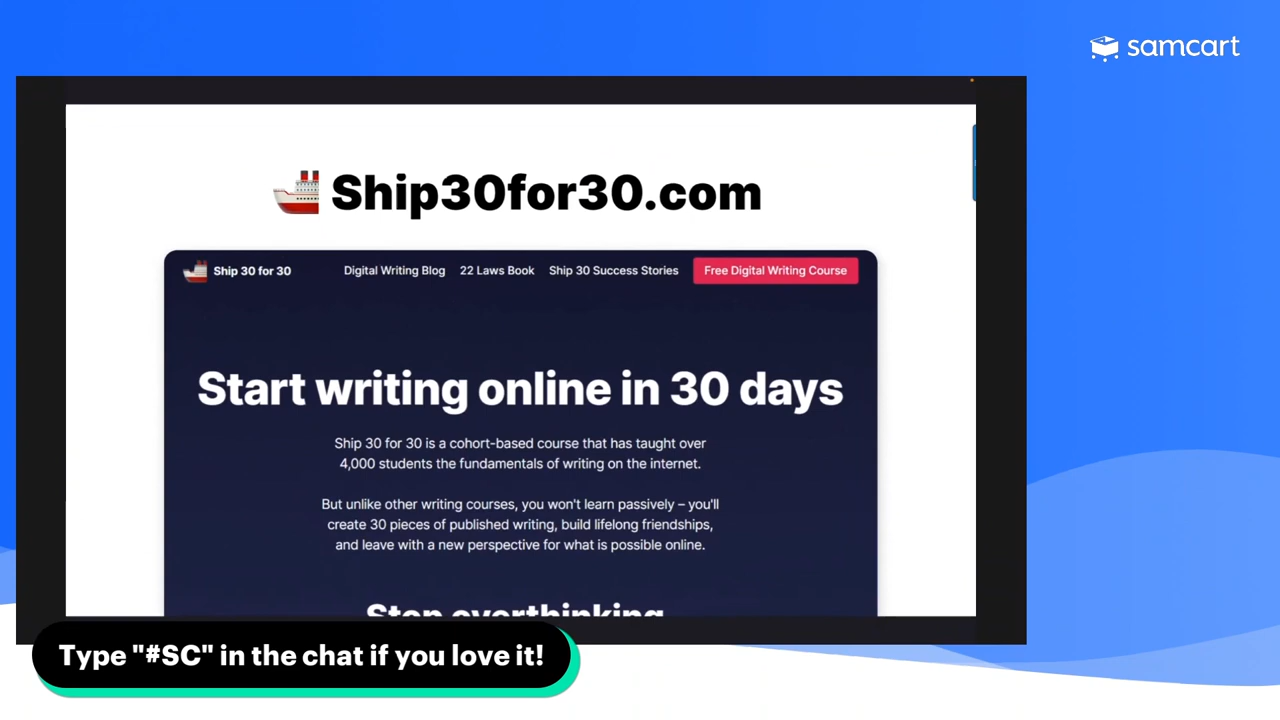 samcart
Ship30for30.com
Ship 30 for 30 Digital Writing Blog 22 Laws Book Ship 30 Success Stories Free Digital Writing Course
Start writing online in 30 days
Ship 30 for 30 is a cohort-based course that has taught over
4,000 students the fundamentals of writing on the internet.
But unlike other writing courses, you won't learn passively – you'll
create 30 pieces of published writing, build lifelong friendships,
and leave with a new perspective for what is possible online.
Stop overthinking
Type "#SC" in the chat if you love it!